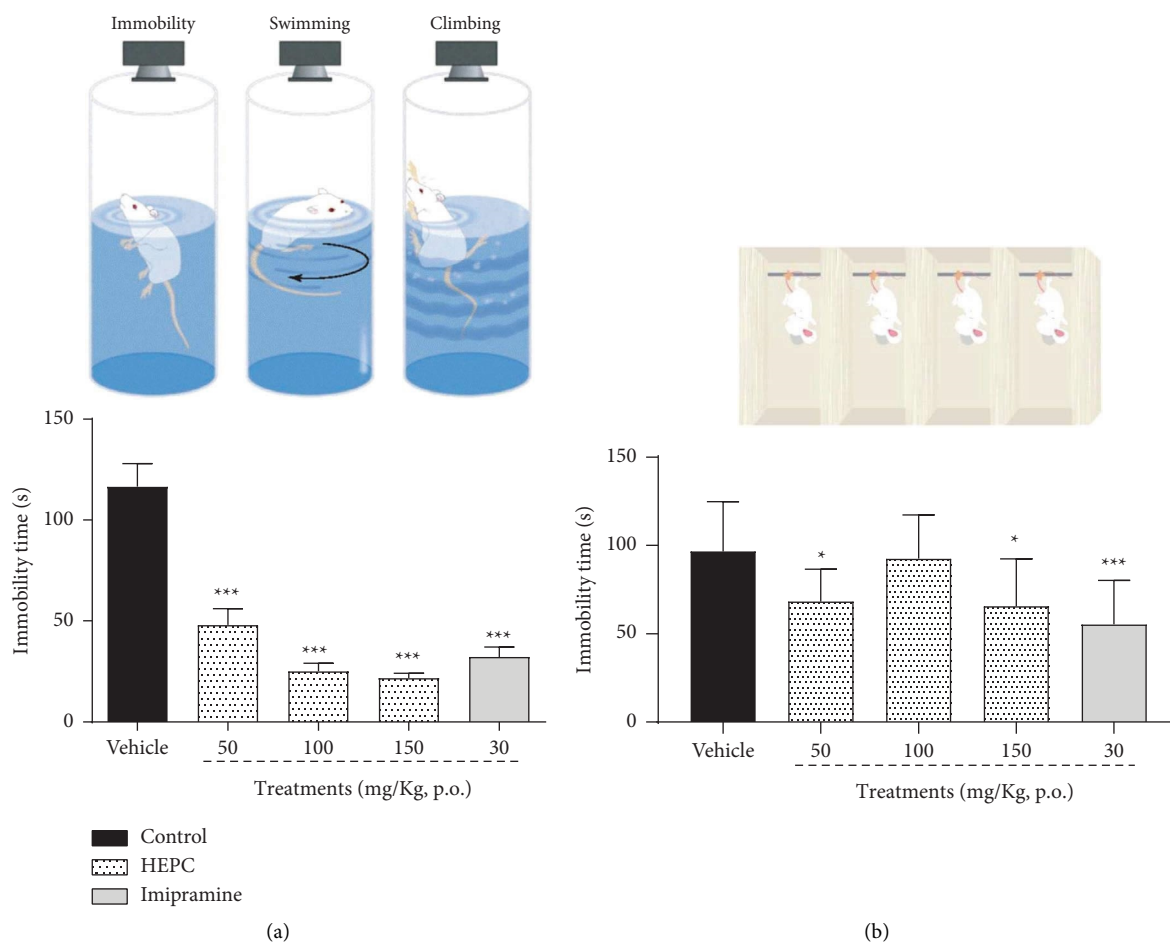 Immobility Swimming Climbing
Immobility time (s)
150
100
50
0
***
***
***
***
Vehicle 50 100 150 30
Treatments (mg/Kg, p.o.)
Control
HEPC
Imipramine
(a)
Immobility time (s)
150
100
50
0
*
*
***
Vehicle 50 100 150 30
Treatments (mg/Kg, p.o.)
(b)